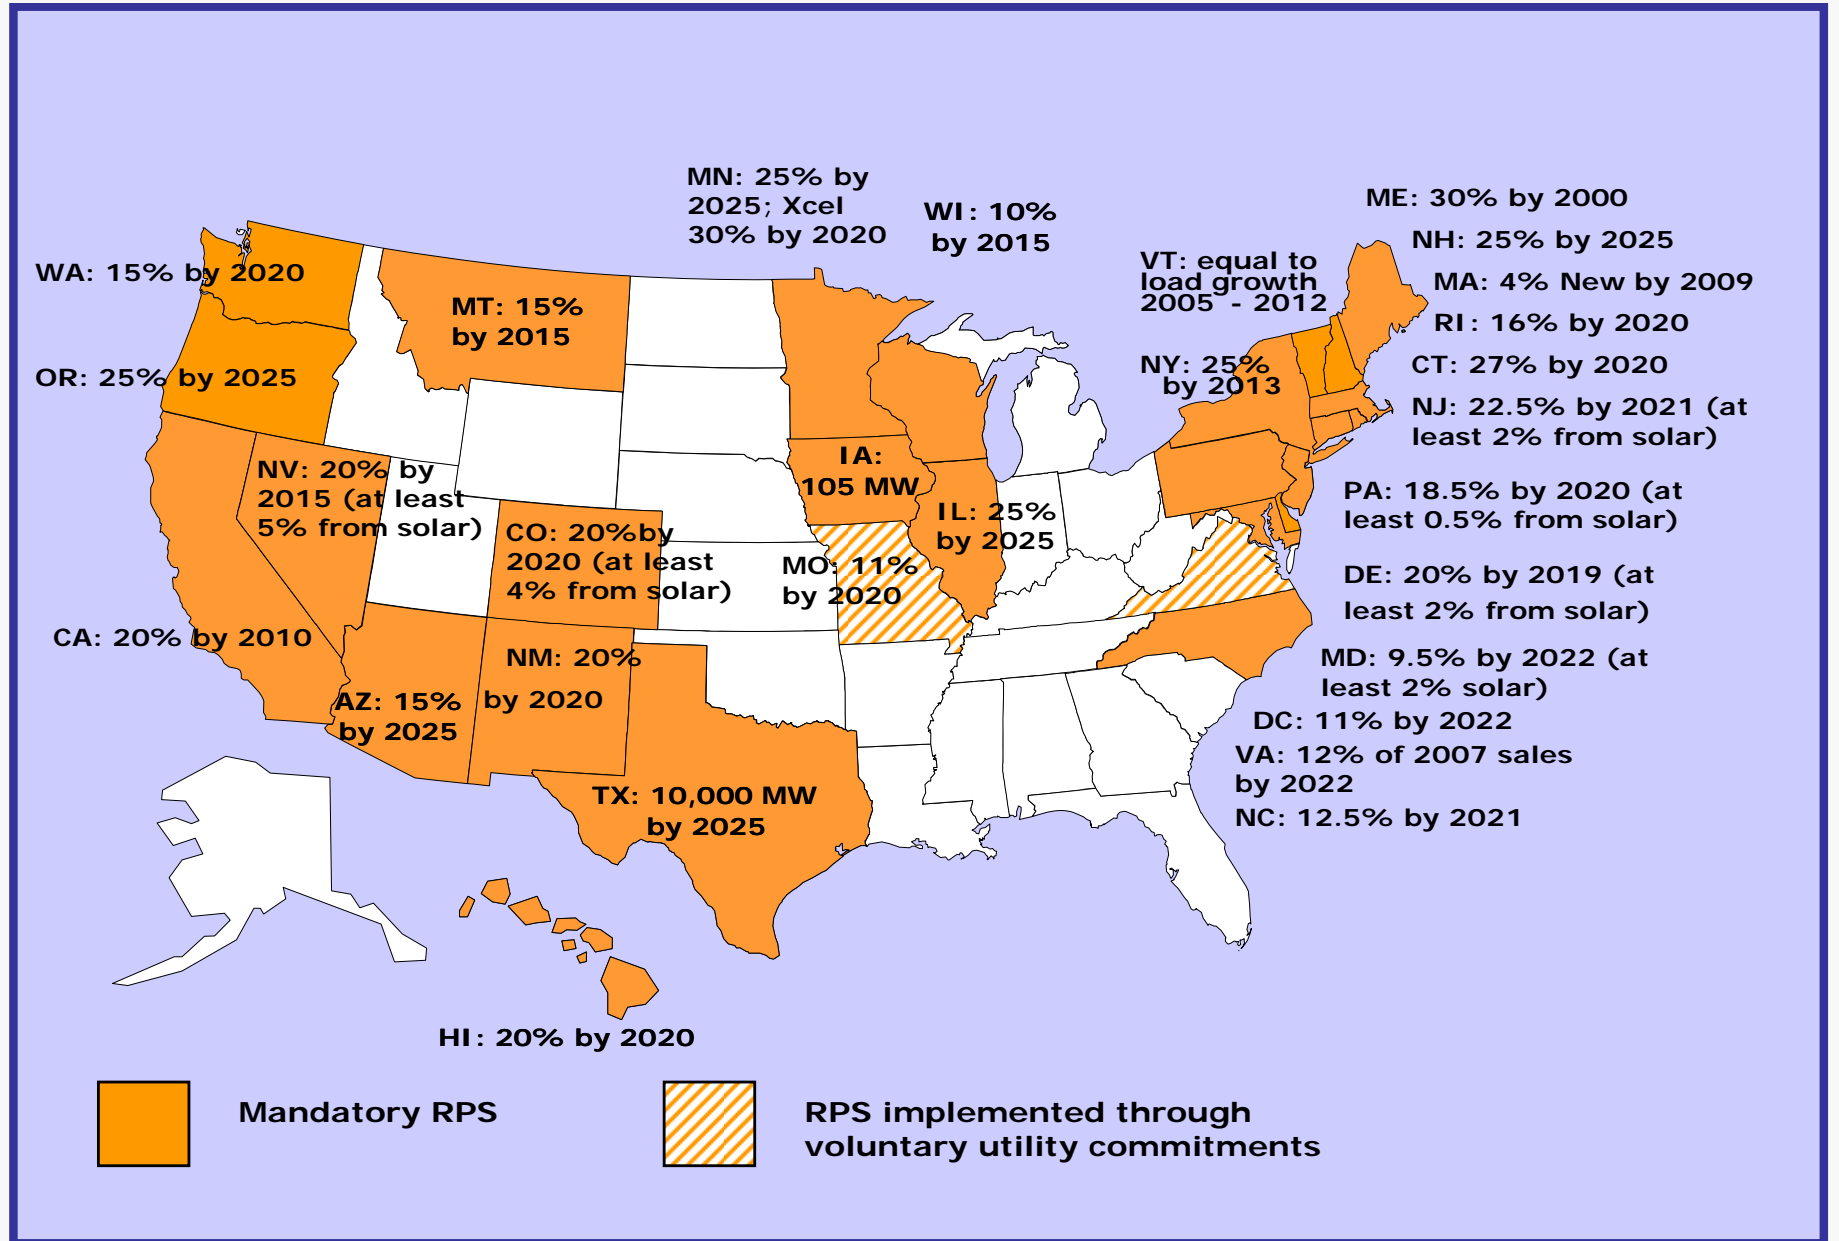 MN: 25% by
2025; Xcel
30% by 2020
WI: 10%
by 2015
ME: 30% by 2000
NH: 25% by 2025
MA: 4% New by 2009
RI: 16% by 2020
CT: 27% by 2020
NJ: 22.5% by 2021 (at
least 2% from solar)
PA: 18.5% by 2020 (at
least 0.5% from solar)
DE: 20% by 2019 (at
least 2% from solar)
MD: 9.5% by 2022 (at
least 2% solar)
DC: 11% by 2022
VA: 12% of 2007 sales
by 2022
NC: 12.5% by 2021
VT: equal to
load growth
2005 - 2012
NY: 25%
by 2013
WA: 15% by 2020
MT: 15%
by 2015
OR: 25% by 2025
NV: 20% by
2015 (at least
5% from solar)
IA:
105 MW
IL: 25%
by 2025
CO: 20%by
2020 (at least
4% from solar)
MO: 11%
by 2020
CA: 20% by 2010
NM: 20%
by 2020
AZ: 15%
by 2025
TX: 10,000 MW
by 2025
HI: 20% by 2020
Mandatory RPS
RPS implemented through
voluntary utility commitments